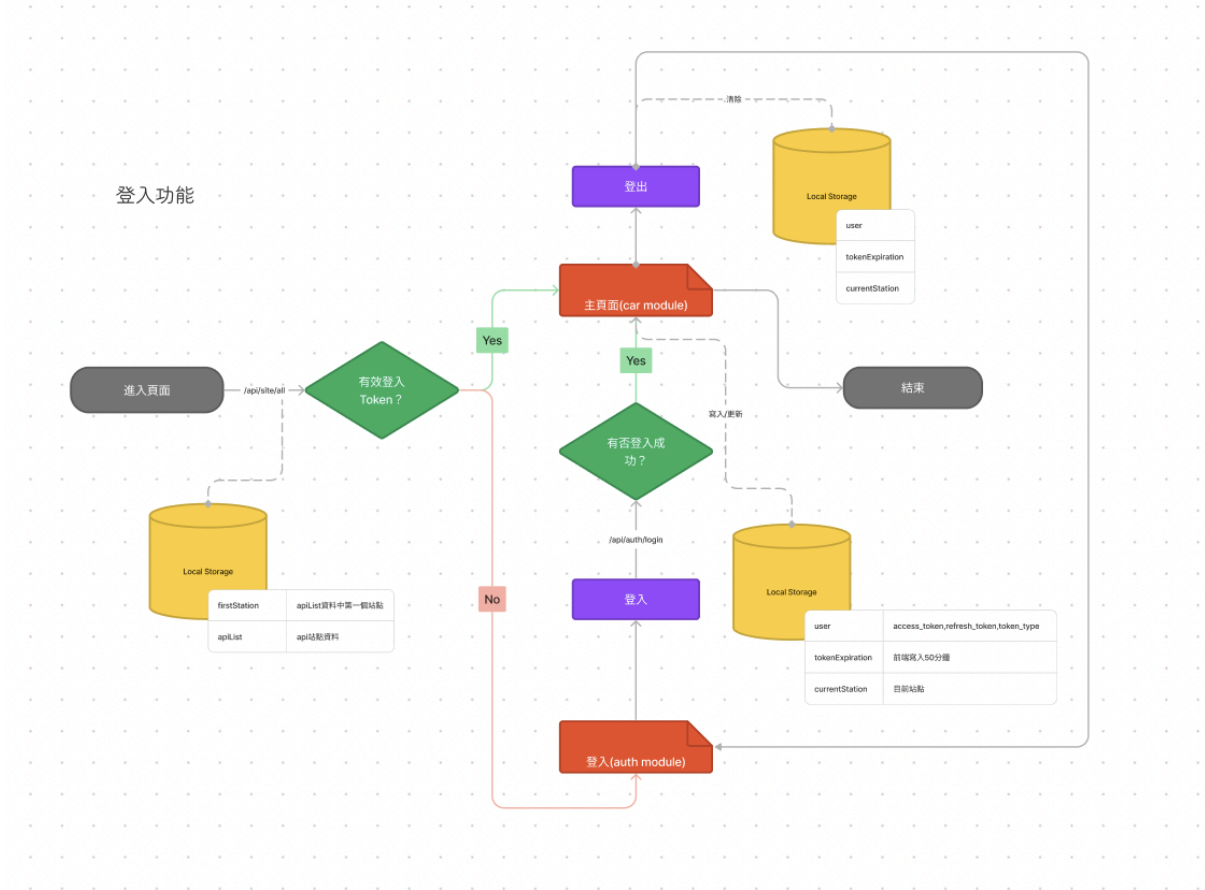 清除
登出
登入功能
Local Storage
user
tokenExpiration
currentStation
主頁面(car module)
Yes
Yes
進入頁面
/api/site/all
有效登入
Token？
結束
寫入/更新
有否登入成
功？
/api/auth/login
Local Storage
firstStation
apiList資料中第一個站點
apiList
api站點資料
No
登入
Local Storage
user
access_token,refresh_token,token_type
tokenExpiration
前端寫入50分鐘
currentStation
目前站點
登入(auth module)